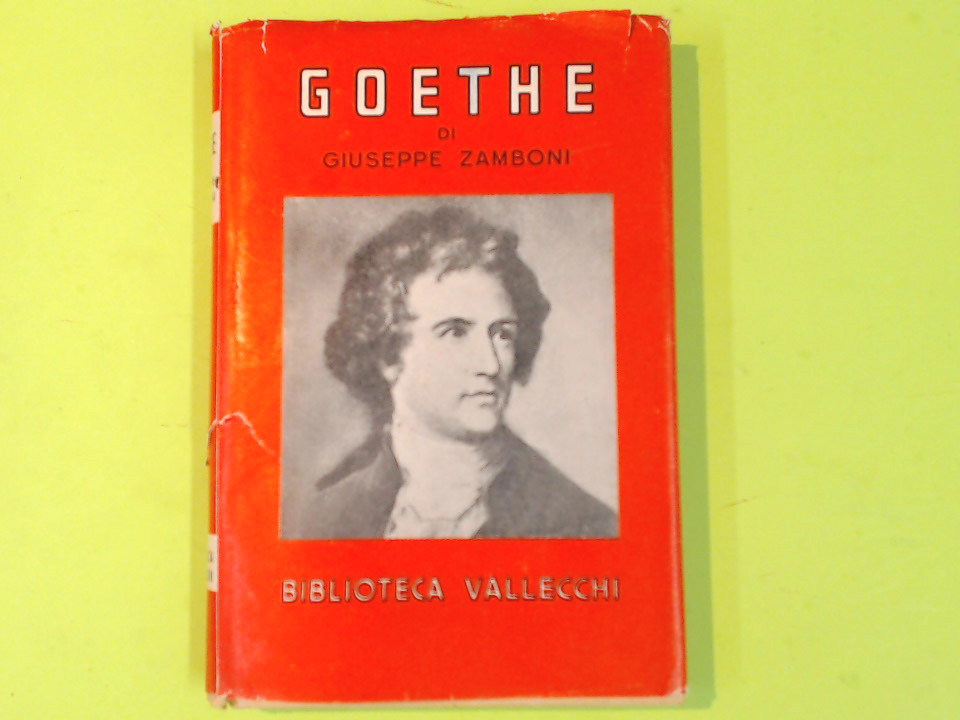 GOETHE
DI
GIUSEPPE ZAMBONI
BIBLIOTECA VALLECCHI